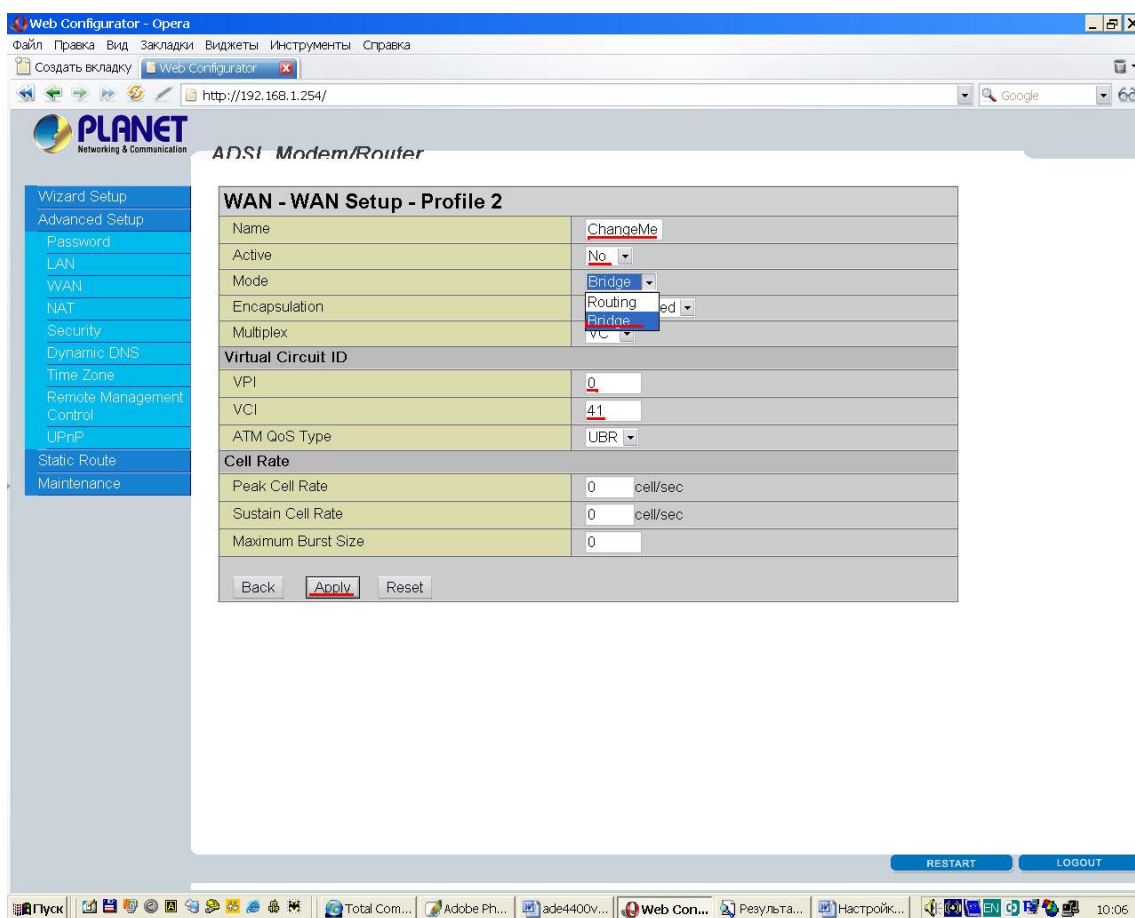 Web Configurator - Opera
Файл Правка Вид Закладки Виджеты Инструменты Справка
Создать вкладку Web Configurator
http://192.168.1.254/ Google
PLANET
Networking & Communication
ADSL Modem/Router
Wizard Setup
Advanced Setup
Password
LAN
WAN
NAT
Security
Dynamic DNS
Time Zone
Remote Management
Control
UPnP
Static Route
Maintenance
WAN - WAN Setup - Profile 2
Name ChangeMe
Active No
Mode Bridge
Routing
Bridge
Encapsulation ed
Multiplex VC
Virtual Circuit ID
VPI 0
VCI 41
ATM QoS Type UBR
Cell Rate
Peak Cell Rate 0 cell/sec
Sustain Cell Rate 0 cell/sec
Maximum Burst Size 0
Back Apply Reset
RESTART LOGOUT
Пуск Total Com... Adobe Ph... ade4400v... Web Con... Результа... Настройк... EN 10:06